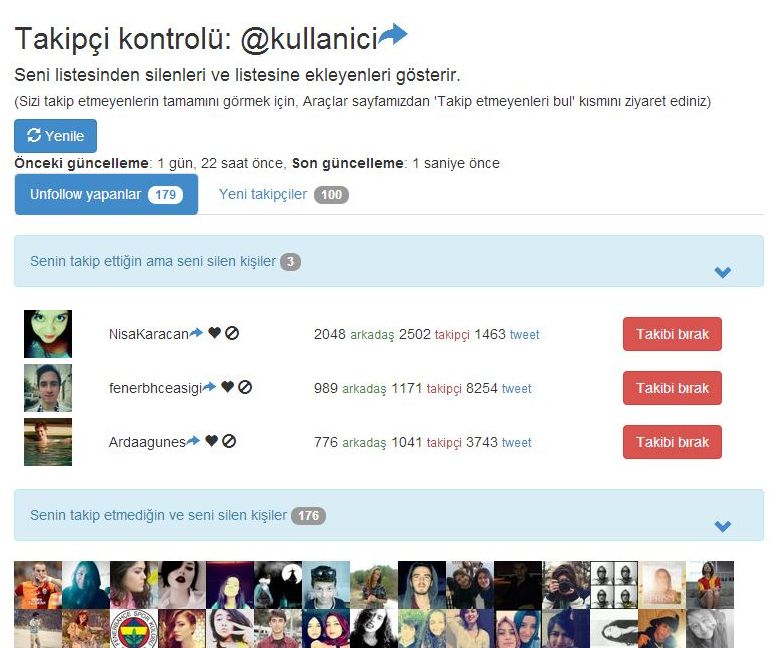 Takipçi kontrolü: @kullanici
Seni listesinden silenleri ve listesine ekleyenleri gösterir.
(Sizi takip etmeyenlerin tamamını görmek için, Araçlar sayfamızdan 'Takip etmeyenleri bul' kısmını ziyaret ediniz)
Yenile
Önceki güncelleme: 1 gün, 22 saat önce, Son güncelleme: 1 saniye önce
Unfollow yapanlar 179 Yeni takipçiler 100
Senin takip ettiğin ama seni silen kişiler 3
NisaKaracan 2048 arkadaş 2502 takipçi 1463 tweet Takibi bırak
fenerbhceasigi 989 arkadaş 1171 takipçi 8254 tweet Takibi bırak
Ardaagunes 776 arkadaş 1041 takipçi 3743 tweet Takibi bırak
Senin takip etmediğin ve seni silen kişiler 176
FENERBAHÇE SPOR KULÜBÜ